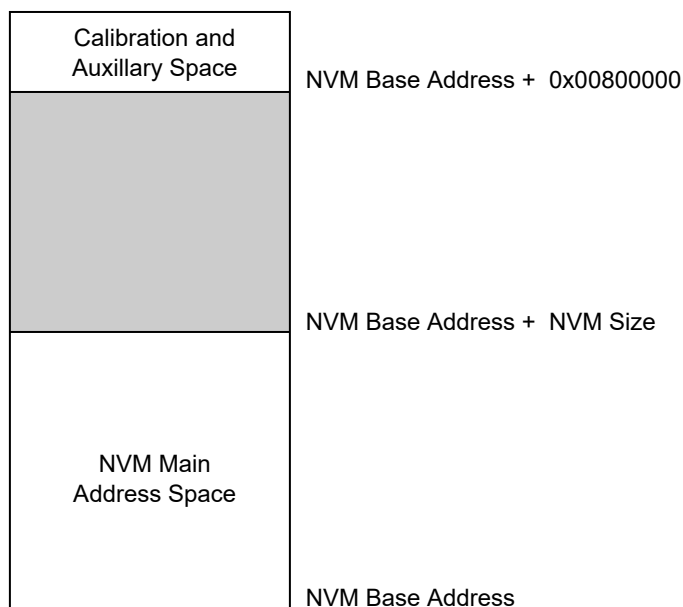 Calibration and
Auxillary Space
NVM Base Address + 0x00800000
NVM Base Address + NVM Size
NVM Main
Address Space
NVM Base Address